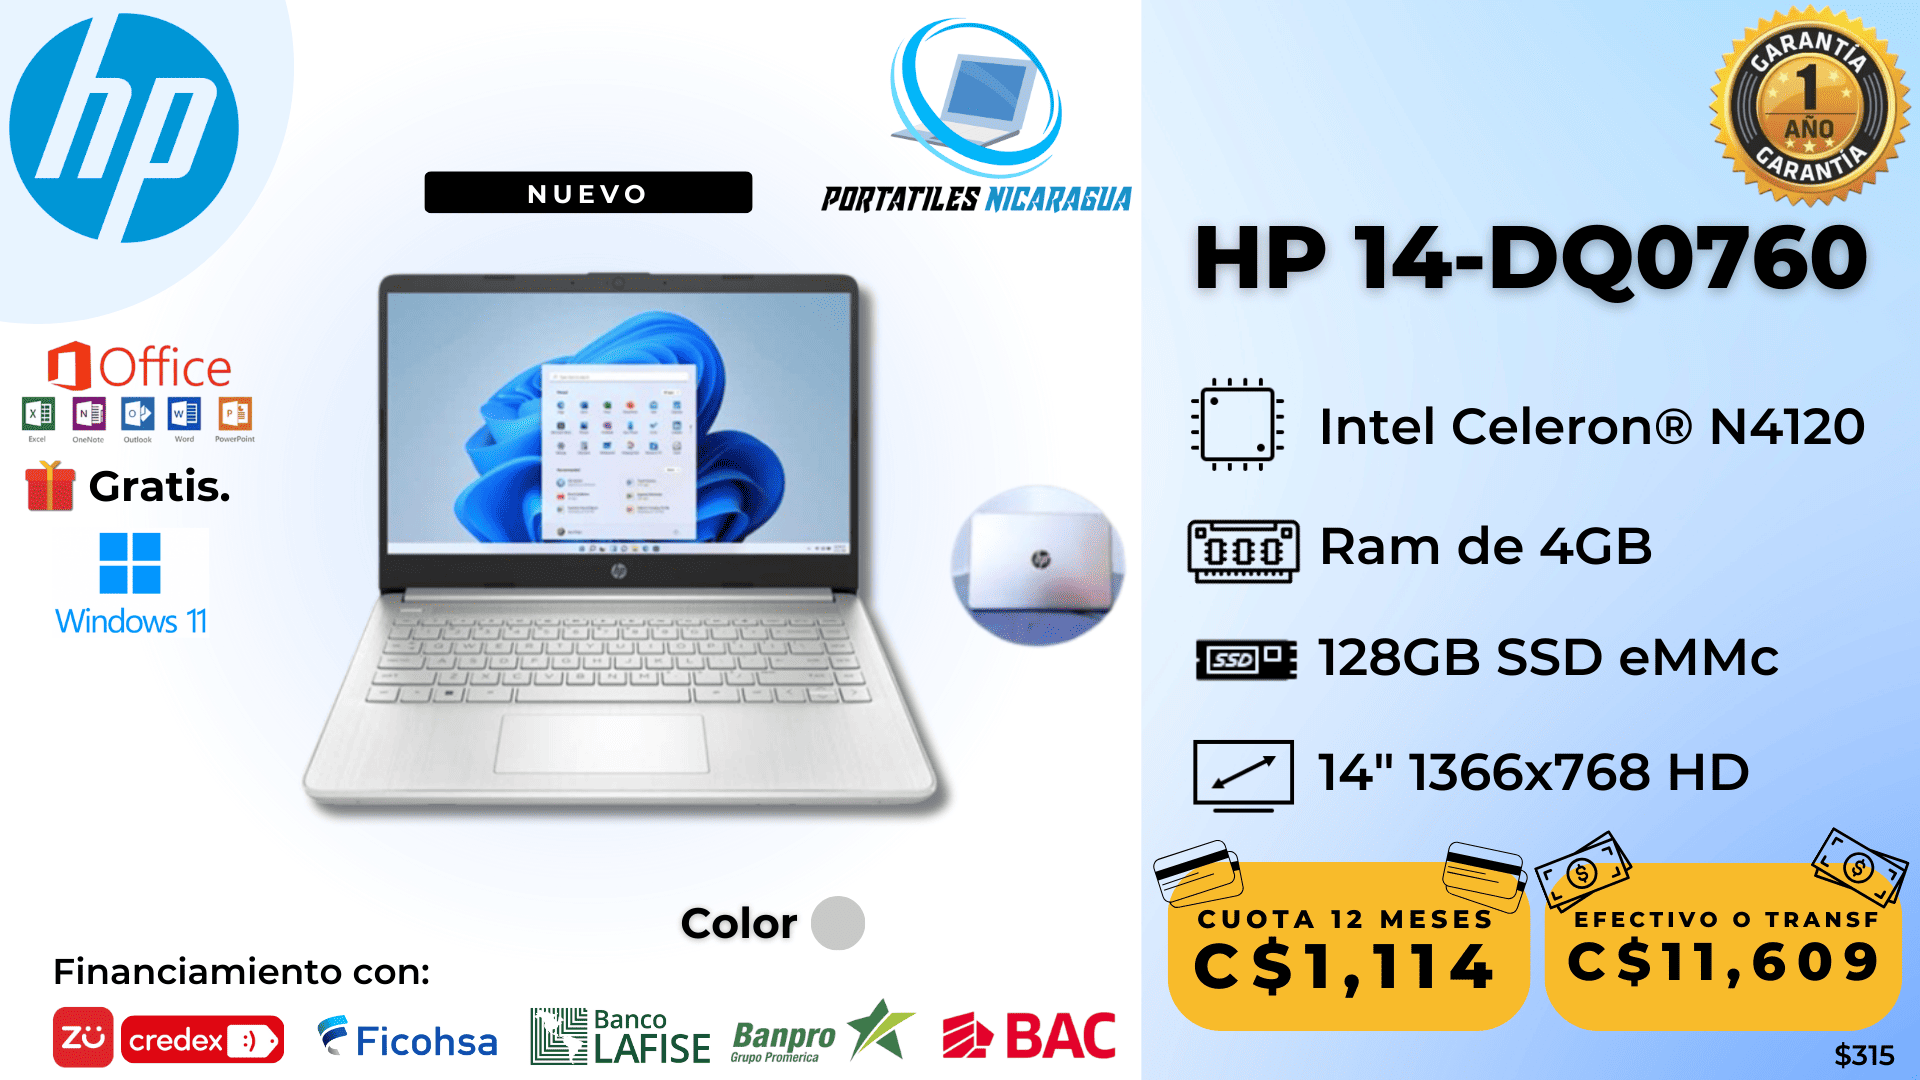 hp
NUEVO
PORTATILES NICARAGUA
GARANTÍA
1
AÑO
GARANTÍA
HP 14-DQ0760
Office
Excel
OneNote
Outlook
Word
PowerPoint
Gratis.
Windows 11
Intel Celeron® N4120
Ram de 4GB
SSD
128GB SSD eMMc
14" 1366x768 HD
Color
Financiamiento con:
ZU
credex :)
Ficohsa
Banco
LAFISE
Banpro
Grupo Promerica
BAC
CUOTA 12 MESES
C$1,114
EFECTIVO O TRANSF
C$11,609
$315